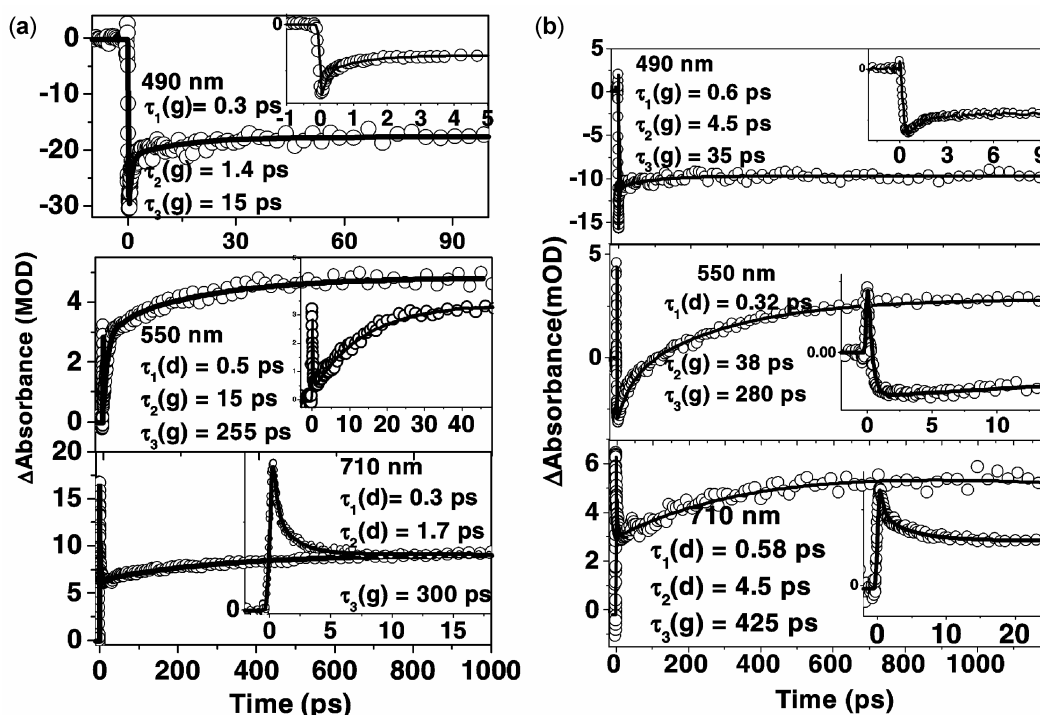 (a)
ΔAbsorbance (MOD)
0
-10
-20
-30
490 nm
τ1(g)= 0.3 ps
τ2(g) = 1.4 ps
τ3(g) = 15 ps
0
-1 0 1 2 3 4 5
0 30 60 90
4
2
0
550 nm
τ1(d) = 0.5 ps
τ2(g) = 15 ps
τ3(g) = 255 ps
0 10 20 30 40
20
15
10
5
0
710 nm
τ1(d)= 0.3 ps
τ2(d) = 1.7 ps
τ3(g) = 300 ps
0
0 5 10 15
0 200 400 600 800 1000
Time (ps)
(b)
ΔAbsorbance(mOD)
5
0
-5
-10
-15
490 nm
τ1(g) = 0.6 ps
τ2(g) = 4.5 ps
τ3(g) = 35 ps
0
0 3 6 9
4
0
550 nm
τ1(d) = 0.32 ps
τ2(g) = 38 ps
τ3(g) = 280 ps
0.00
0 5 10
6
4
2
0
710 nm
τ1(d) = 0.58 ps
τ2(d) = 4.5 ps
τ3(g) = 425 ps
0
0 10 20
0 200 400 600 800 1000
Time (ps)